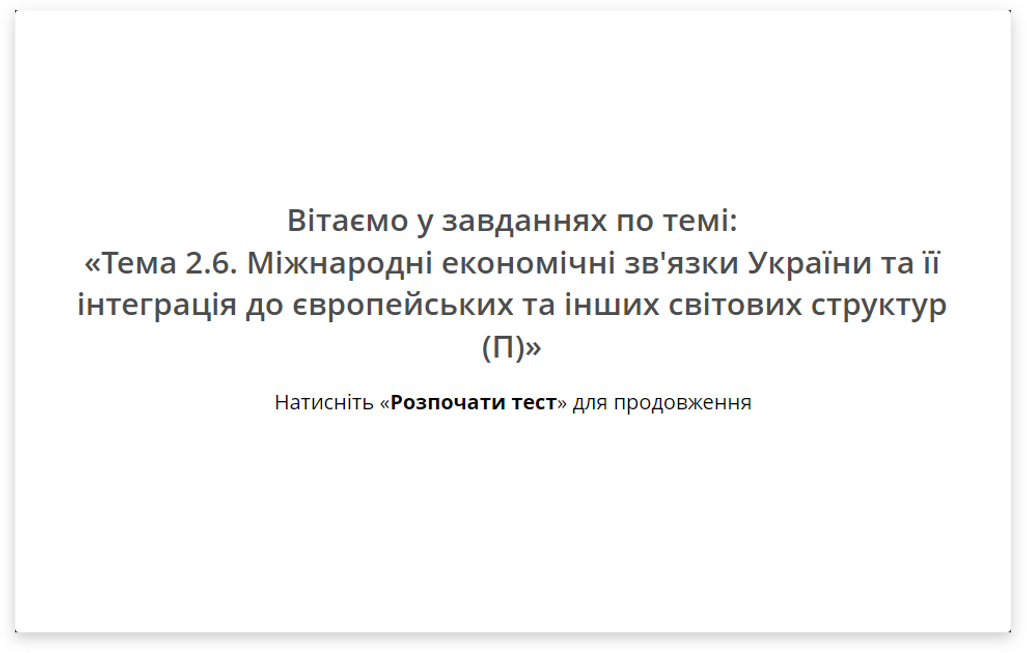 Вітаємо у завданнях по темі:
«Тема 2.6. Міжнародні економічні зв'язки України та її
інтеграція до європейських та інших світових структур
(П)»
Натисніть «Розпочати тест» для продовження